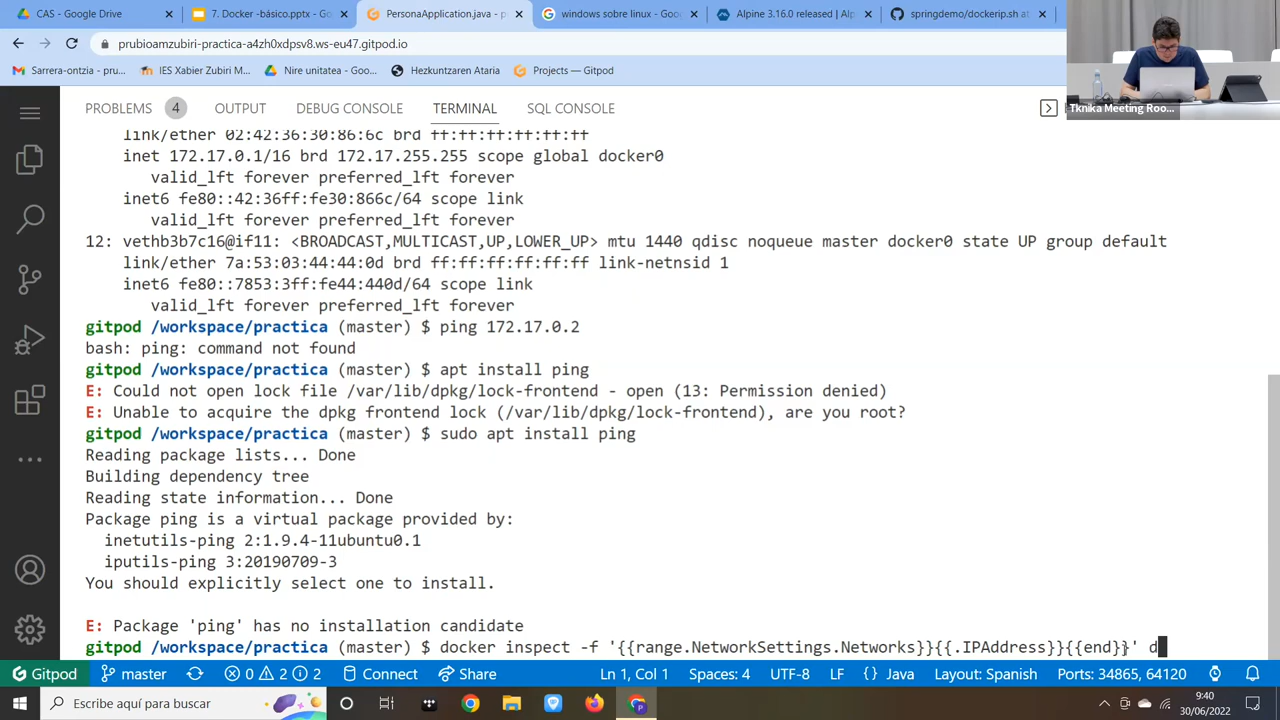 CAS - Google Drive
7. Docker -básico.pptx - Goo
PersonaApplication.java - pr
windows sobre linux - Goog
Alpine 3.16.0 released | Alp
springdemo/dockerip.sh at
prubioamzubiri-practica-a4zh0xdpsv8.ws-eu47.gitpod.io
Sarrera-ontzia - pru...
IES Xabier Zubiri M...
Nire unitatea - Goo...
Hezkuntzaren Ataria
Projects — Gitpod
Tknika Meeting Roo...
PROBLEMS 4 OUTPUT DEBUG CONSOLE TERMINAL SQL CONSOLE
link/ether 02:42:36:30:86:6c brd ff:ff:ff:ff:ff:ff
inet 172.17.0.1/16 brd 172.17.255.255 scope global docker0
valid_lft forever preferred_lft forever
inet6 fe80::42:36ff:fe30:866c/64 scope link
valid_lft forever preferred_lft forever
12: vethb3b7c16@if11: <BROADCAST,MULTICAST,UP,LOWER_UP> mtu 1440 qdisc noqueue master docker0 state UP group default
link/ether 7a:53:03:44:44:0d brd ff:ff:ff:ff:ff:ff link-netnsid 1
inet6 fe80::7853:3ff:fe44:440d/64 scope link
valid_lft forever preferred_lft forever
gitpod /workspace/practica (master) $ ping 172.17.0.2
bash: ping: command not found
gitpod /workspace/practica (master) $ apt install ping
E: Could not open lock file /var/lib/dpkg/lock-frontend - open (13: Permission denied)
E: Unable to acquire the dpkg frontend lock (/var/lib/dpkg/lock-frontend), are you root?
gitpod /workspace/practica (master) $ sudo apt install ping
Reading package lists... Done
Building dependency tree
Reading state information... Done
Package ping is a virtual package provided by:
inetutils-ping 2:1.9.4-11ubuntu0.1
iputils-ping 3:20190709-3
You should explicitly select one to install.
E: Package 'ping' has no installation candidate
gitpod /workspace/practica (master) $ docker inspect -f '{{range.NetworkSettings.Networks}}{{.IPAddress}}{{end}}' d
Gitpod master 0 2 2 Connect Share Ln 1, Col 1 Spaces: 4 UTF-8 LF {} Java Layout: Spanish Ports: 34865, 64120
Escribe aquí para buscar
9:40
30/06/2022